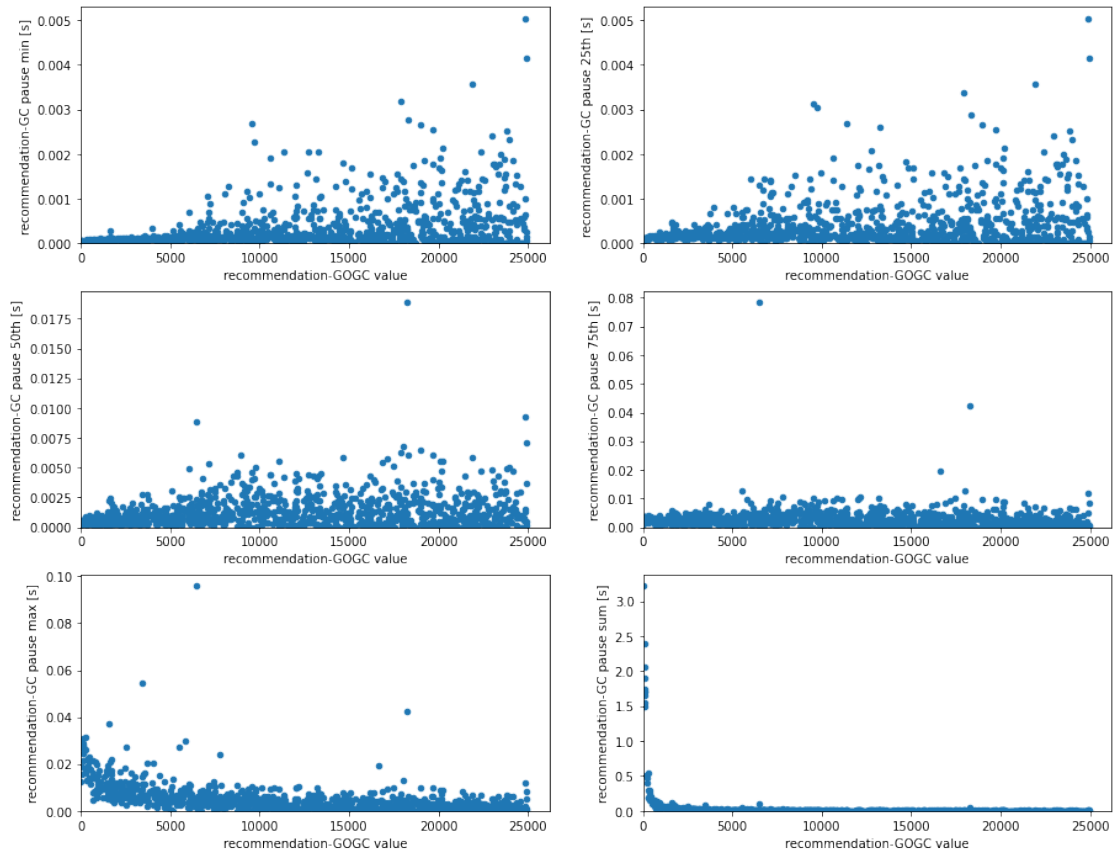 recommendation-GC pause min [s]
0.005
0.004
0.003
0.002
0.001
0.000
0 5000 10000 15000 20000 25000
recommendation-GOGC value
recommendation-GC pause 25th [s]
0.005
0.004
0.003
0.002
0.001
0.000
0 5000 10000 15000 20000 25000
recommendation-GOGC value
recommendation-GC pause 50th [s]
0.0175
0.0150
0.0125
0.0100
0.0075
0.0050
0.0025
0.0000
0 5000 10000 15000 20000 25000
recommendation-GOGC value
recommendation-GC pause 75th [s]
0.08
0.07
0.06
0.05
0.04
0.03
0.02
0.01
0.00
0 5000 10000 15000 20000 25000
recommendation-GOGC value
recommendation-GC pause max [s]
0.10
0.08
0.06
0.04
0.02
0.00
0 5000 10000 15000 20000 25000
recommendation-GOGC value
recommendation-GC pause sum [s]
3.0
2.5
2.0
1.5
1.0
0.5
0.0
0 5000 10000 15000 20000 25000
recommendation-GOGC value